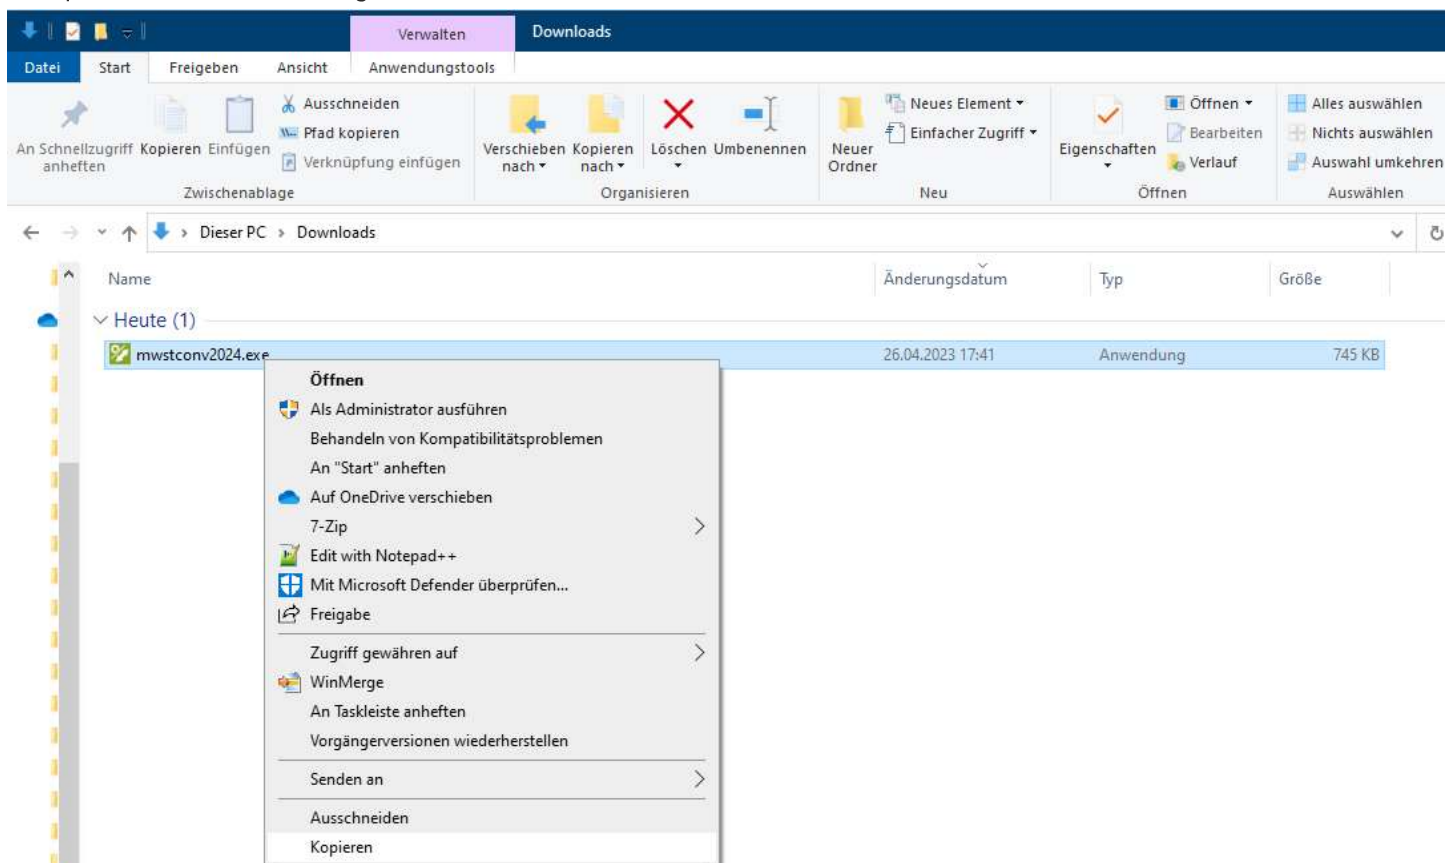 Verwalten
Downloads
Datei
Start
Freigeben
Ansicht
Anwendungstools
An Schnellzugriff anheften
Kopieren
Einfügen
Ausschneiden
Pfad kopieren
Verknüpfung einfügen
Zwischenablage
Verschieben nach
Kopieren nach
Löschen
Umbenennen
Organisieren
Neuer Ordner
Neues Element
Einfacher Zugriff
Neu
Eigenschaften
Öffnen
Bearbeiten
Verlauf
Öffnen
Alles auswählen
Nichts auswählen
Auswahl umkehren
Auswählen
Dieser PC > Downloads
Name
Änderungsdatum
Typ
Größe
Heute (1)
mwstconv2024.exe
26.04.2023 17:41
Anwendung
745 KB
Öffnen
Als Administrator ausführen
Behandeln von Kompatibilitätsproblemen
An "Start" anheften
Auf OneDrive verschieben
7-Zip
Edit with Notepad++
Mit Microsoft Defender überprüfen...
Freigabe
Zugriff gewähren auf
WinMerge
An Taskleiste anheften
Vorgängerversionen wiederherstellen
Senden an
Ausschneiden
Kopieren